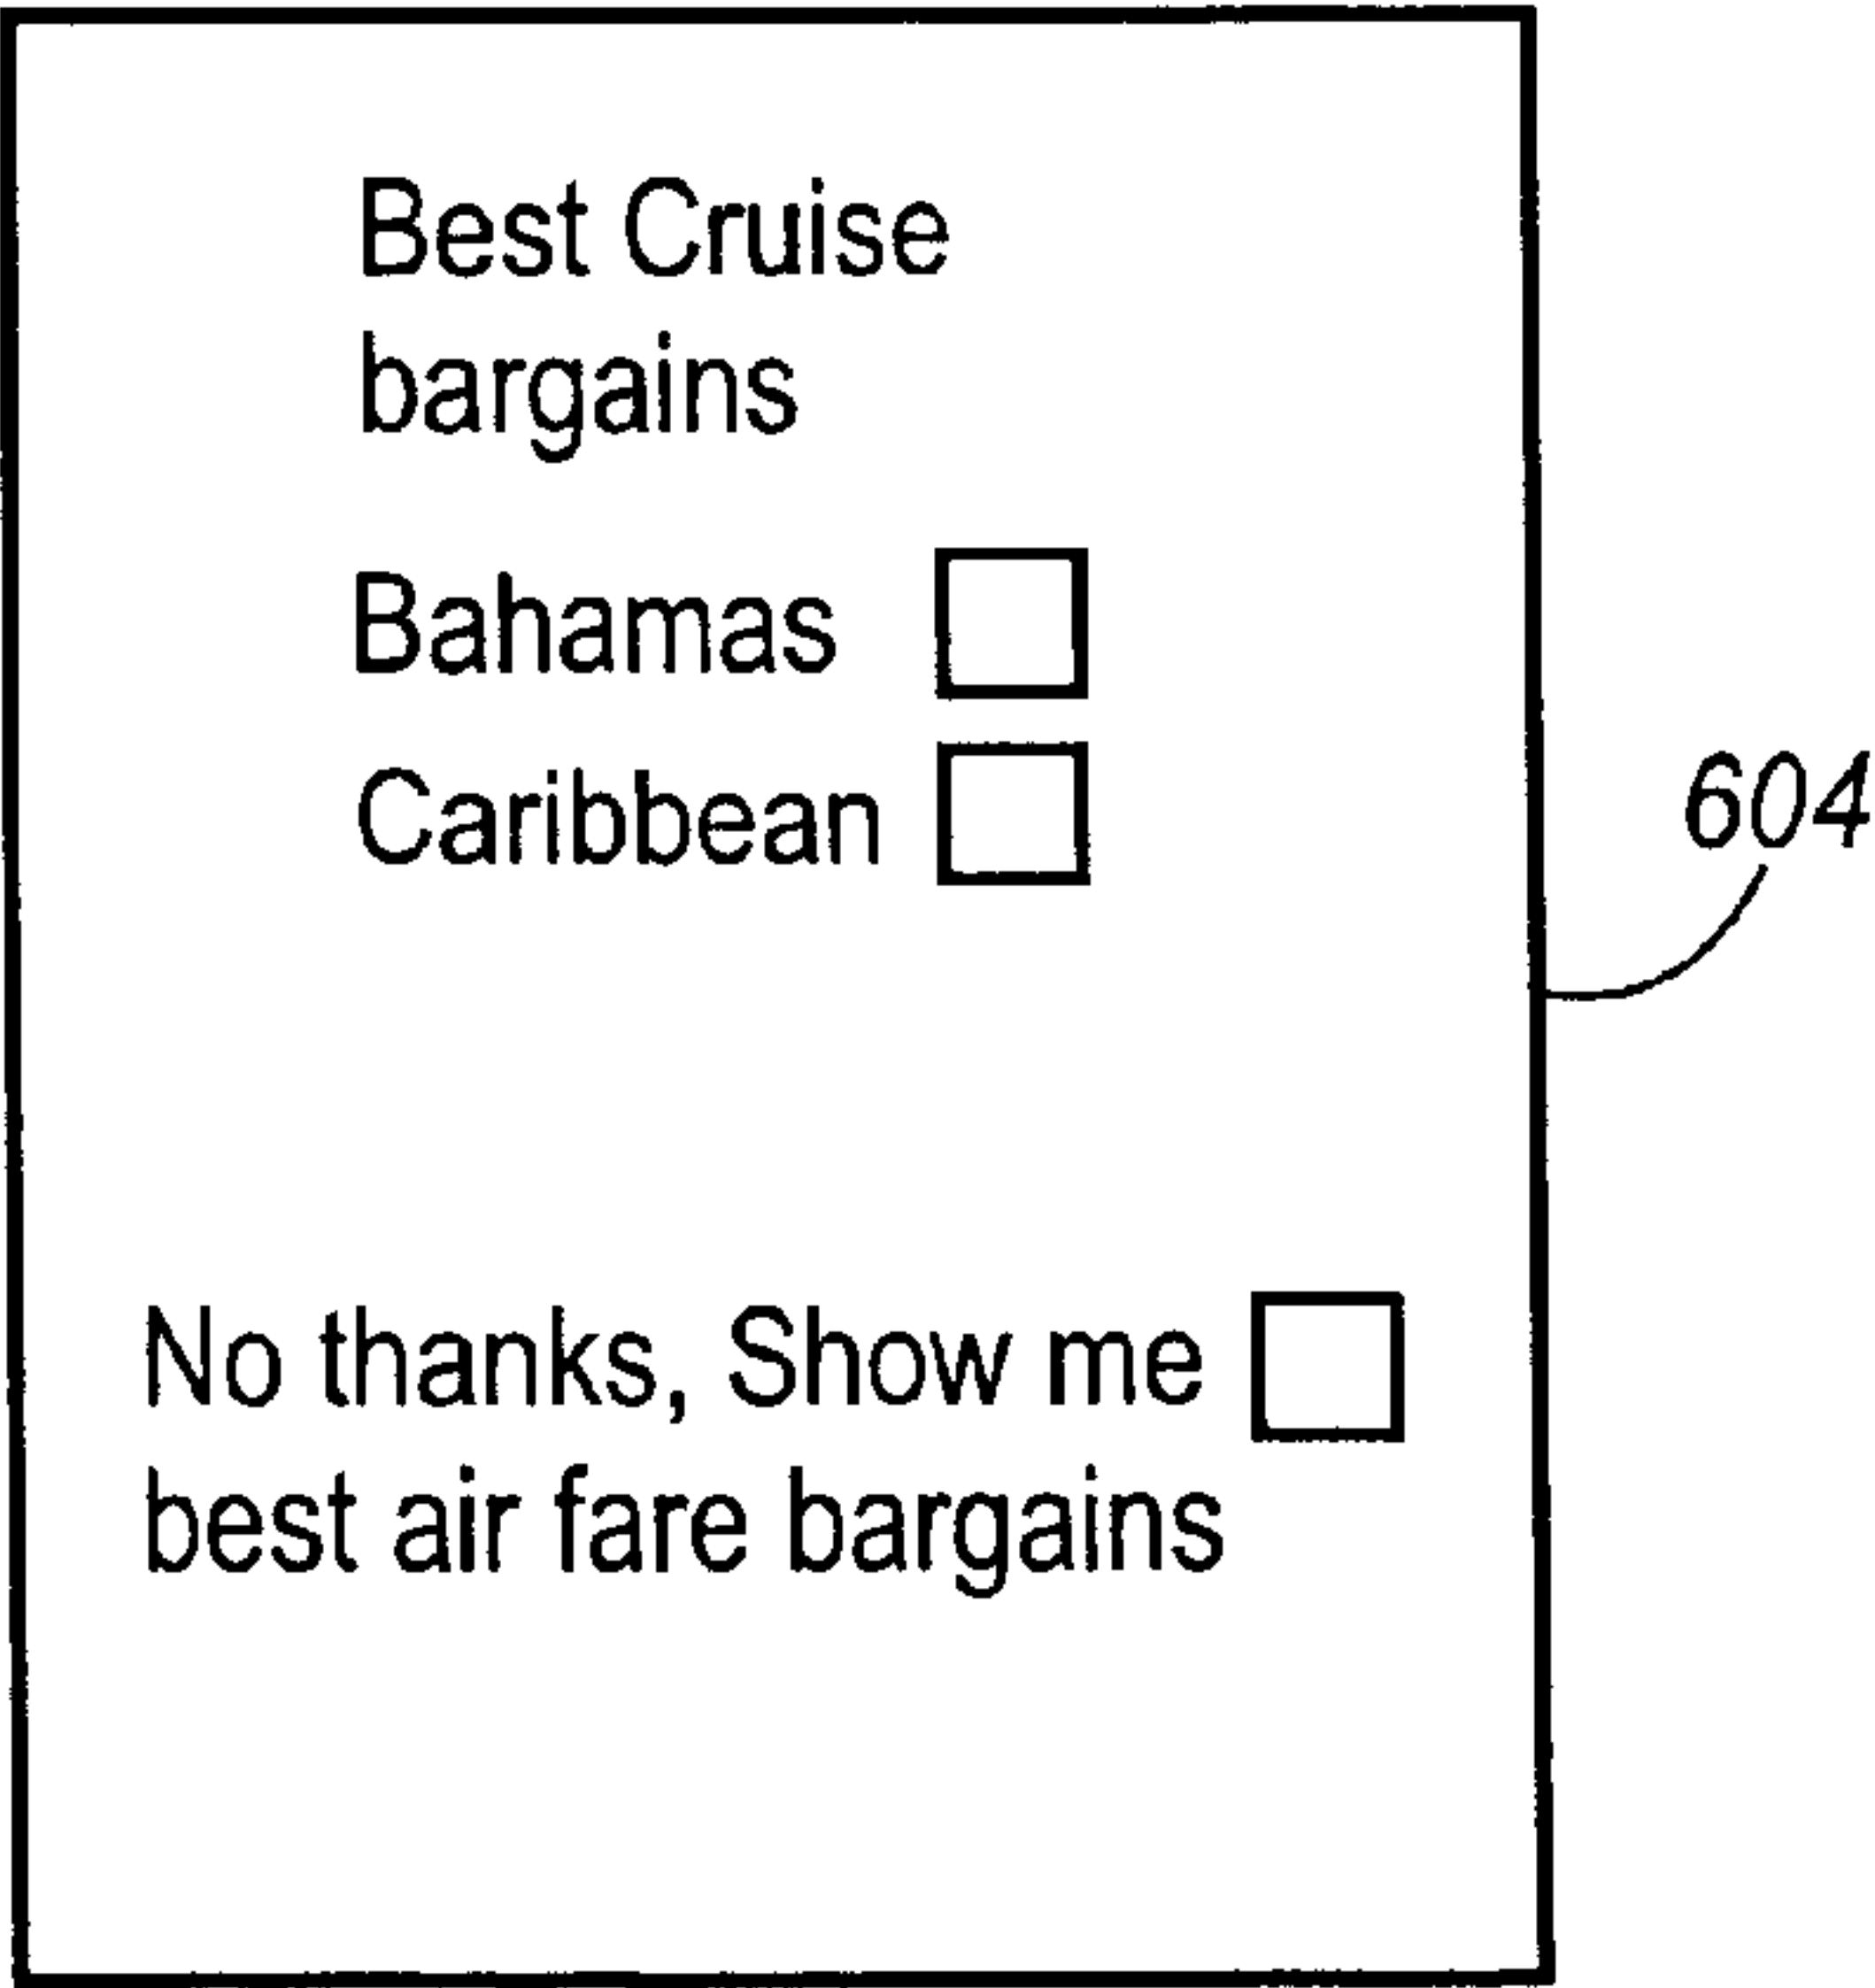 Best Cruise
bargains
Bahamas
Caribbean
604
No thanks, Show me
best air fare bargains